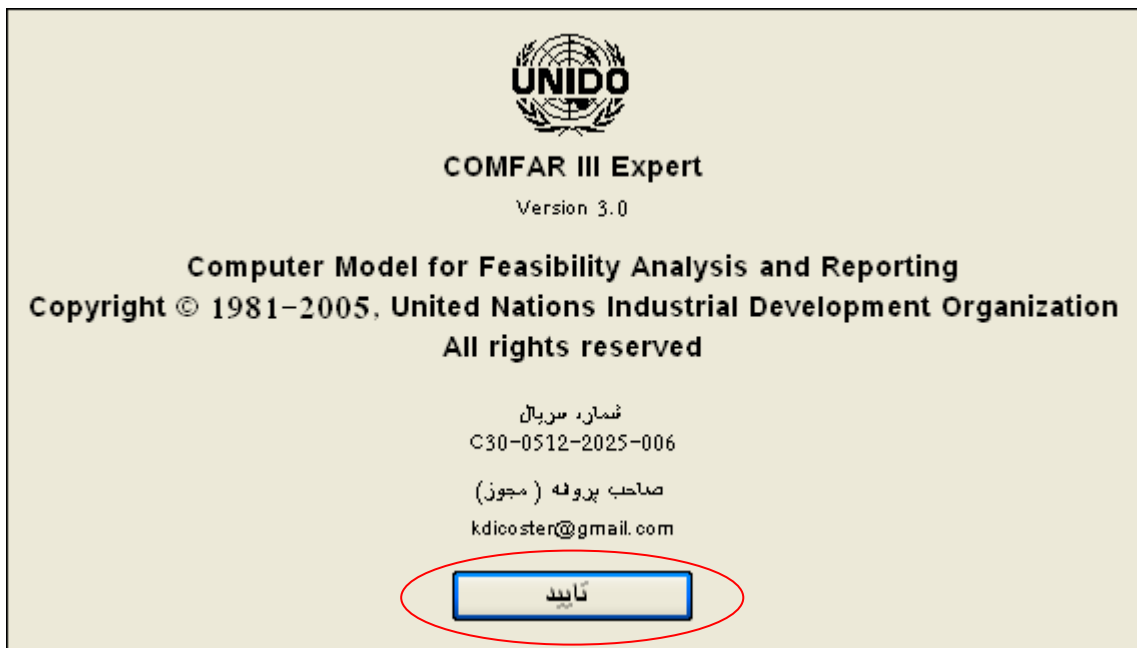 UNIDO
COMFAR III Expert
Version 3.0
Computer Model for Feasibility Analysis and Reporting
Copyright © 1981-2005, United Nations Industrial Development Organization
All rights reserved
شماره سریال
C30-0512-2025-006
صاحب پروانه ( مجوز)
kdicoster@gmail.com
تایید